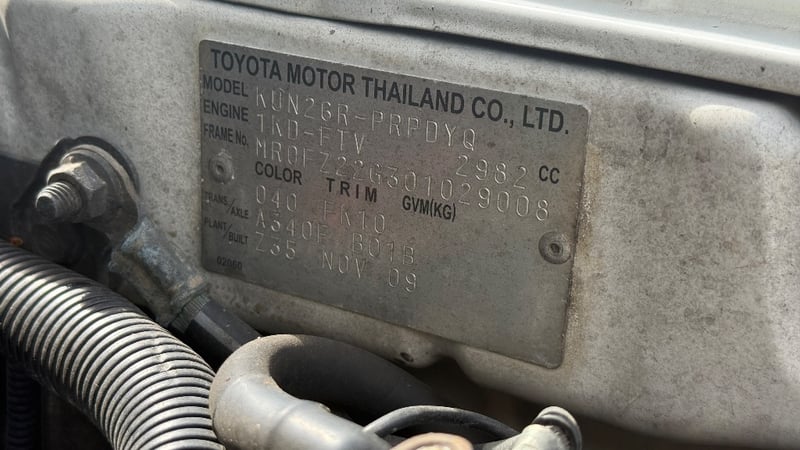 TOYOTA MOTOR THAILAND CO., LTD.
MODEL KUN26R-PRPDYQ
ENGINE 1KD-FTV 2982 CC
FRAME No. MR0FZ22G301029008
COLOR TRIM GVM(KG)
040 FK10
TRANS./AXLE A340F B01B
PLANT/BUILT Z35 NOV 09
02060